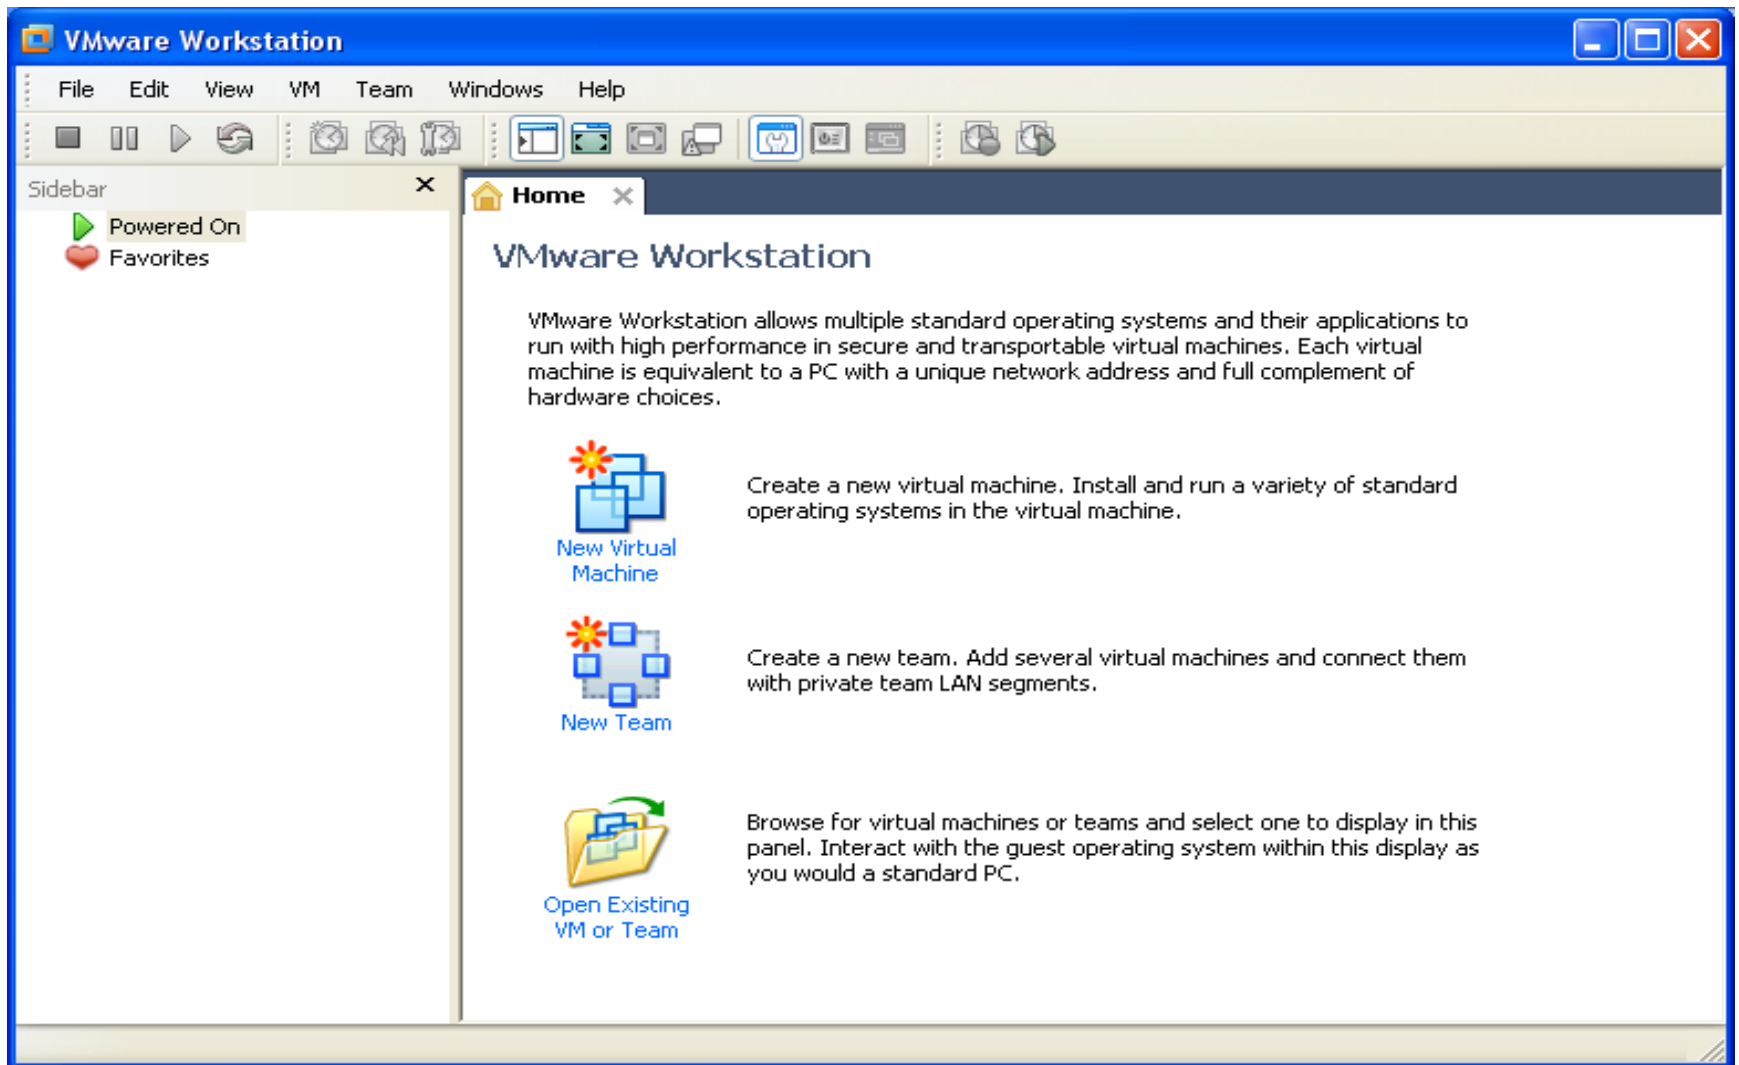 VMware Workstation
File Edit View VM Team Windows Help
Sidebar
Powered On
Favorites
Home
VMware Workstation
VMware Workstation allows multiple standard operating systems and their applications to
run with high performance in secure and transportable virtual machines. Each virtual
machine is equivalent to a PC with a unique network address and full complement of
hardware choices.
New Virtual
Machine
Create a new virtual machine. Install and run a variety of standard
operating systems in the virtual machine.
New Team
Create a new team. Add several virtual machines and connect them
with private team LAN segments.
Open Existing
VM or Team
Browse for virtual machines or teams and select one to display in this
panel. Interact with the guest operating system within this display as
you would a standard PC.